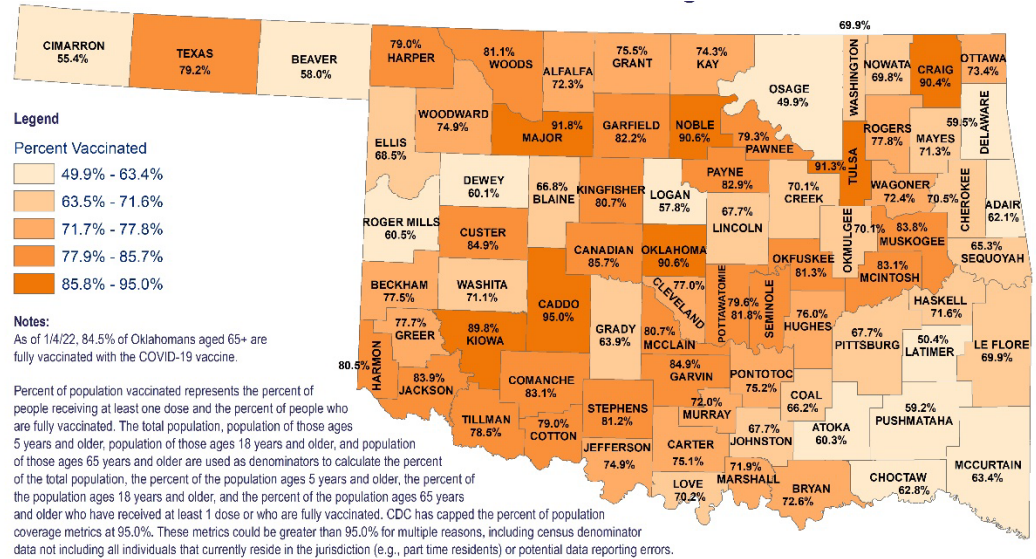 69.9%
CIMARRON
55.4%
TEXAS
79.2%
BEAVER
58.0%
79.0%
HARPER
81.1%
WOODS
ALFALFA
72.3%
75.5%
GRANT
74.3%
KAY
OSAGE
49.9%
WASHINGTON
NOWATA
69.8%
CRAIG
90.4%
OTTAWA
73.4%
Legend
Percent Vaccinated
49.9% - 63.4%
63.5% - 71.6%
71.7% - 77.8%
77.9% - 85.7%
85.8% - 95.0%
ELLIS
68.5%
WOODWARD
74.9%
91.8%
MAJOR
GARFIELD
82.2%
NOBLE
90.6%
79.3%
PAWNEE
91.3%
TULSA
ROGERS
77.8%
MAYES
71.3%
59.5%
DELAWARE
ROGER MILLS
60.5%
DEWEY
60.1%
66.8%
BLAINE
KINGFISHER
80.7%
LOGAN
57.8%
PAYNE
82.9%
67.7%
LINCOLN
70.1%
CREEK
WAGONER
72.4%
70.5%
CHEROKEE
ADAIR
62.1%
CUSTER
84.9%
CANADIAN
85.7%
OKLAHOMA
90.6%
OKFUSKEE
81.3%
OKMULGEE
70.1%
83.8%
MUSKOGEE
65.3%
SEQUOYAH
BECKHAM
77.5%
WASHITA
71.1%
CADDO
95.0%
GRADY
63.9%
77.0%
CLEVELAND
POTTAWATOMIE
79.6%
81.8%
SEMINOLE
76.0%
HUGHES
83.1%
MCINTOSH
HASKELL
71.6%
Notes:
As of 1/4/22, 84.5% of Oklahomans aged 65+ are
fully vaccinated with the COVID-19 vaccine.
77.7%
GREER
89.8%
KIOWA
80.7%
MCCLAIN
67.7%
PITTSBURG
50.4%
LATIMER
LE FLORE
69.9%
80.5%
HARMON
83.9%
JACKSON
COMANCHE
83.1%
84.9%
GARVIN
PONTOTOC
75.2%
COAL
66.2%
59.2%
PUSHMATAHA
TILLMAN
78.5%
79.0%
COTTON
STEPHENS
81.2%
72.0%
MURRAY
67.7%
JOHNSTON
ATOKA
60.3%
JEFFERSON
74.9%
CARTER
75.1%
LOVE
70.2%
71.9%
MARSHALL
BRYAN
72.6%
CHOCTAW
62.8%
MCCURTAIN
63.4%
Percent of population vaccinated represents the percent of
people receiving at least one dose and the percent of people who
are fully vaccinated. The total population, population of those ages
5 years and older, population of those ages 18 years and older, and population
of those ages 65 years and older are used as denominators to calculate the percent
of the total population, the percent of the population ages 5 years and older, the percent of
the population ages 18 years and older, and the percent of the population ages 65 years
and older who have received at least 1 dose or who are fully vaccinated. CDC has capped the percent of population
coverage metrics at 95.0%. These metrics could be greater than 95.0% for multiple reasons, including census denominator
data not including all individuals that currently reside in the jurisdiction (e.g., part time residents) or potential data reporting errors.